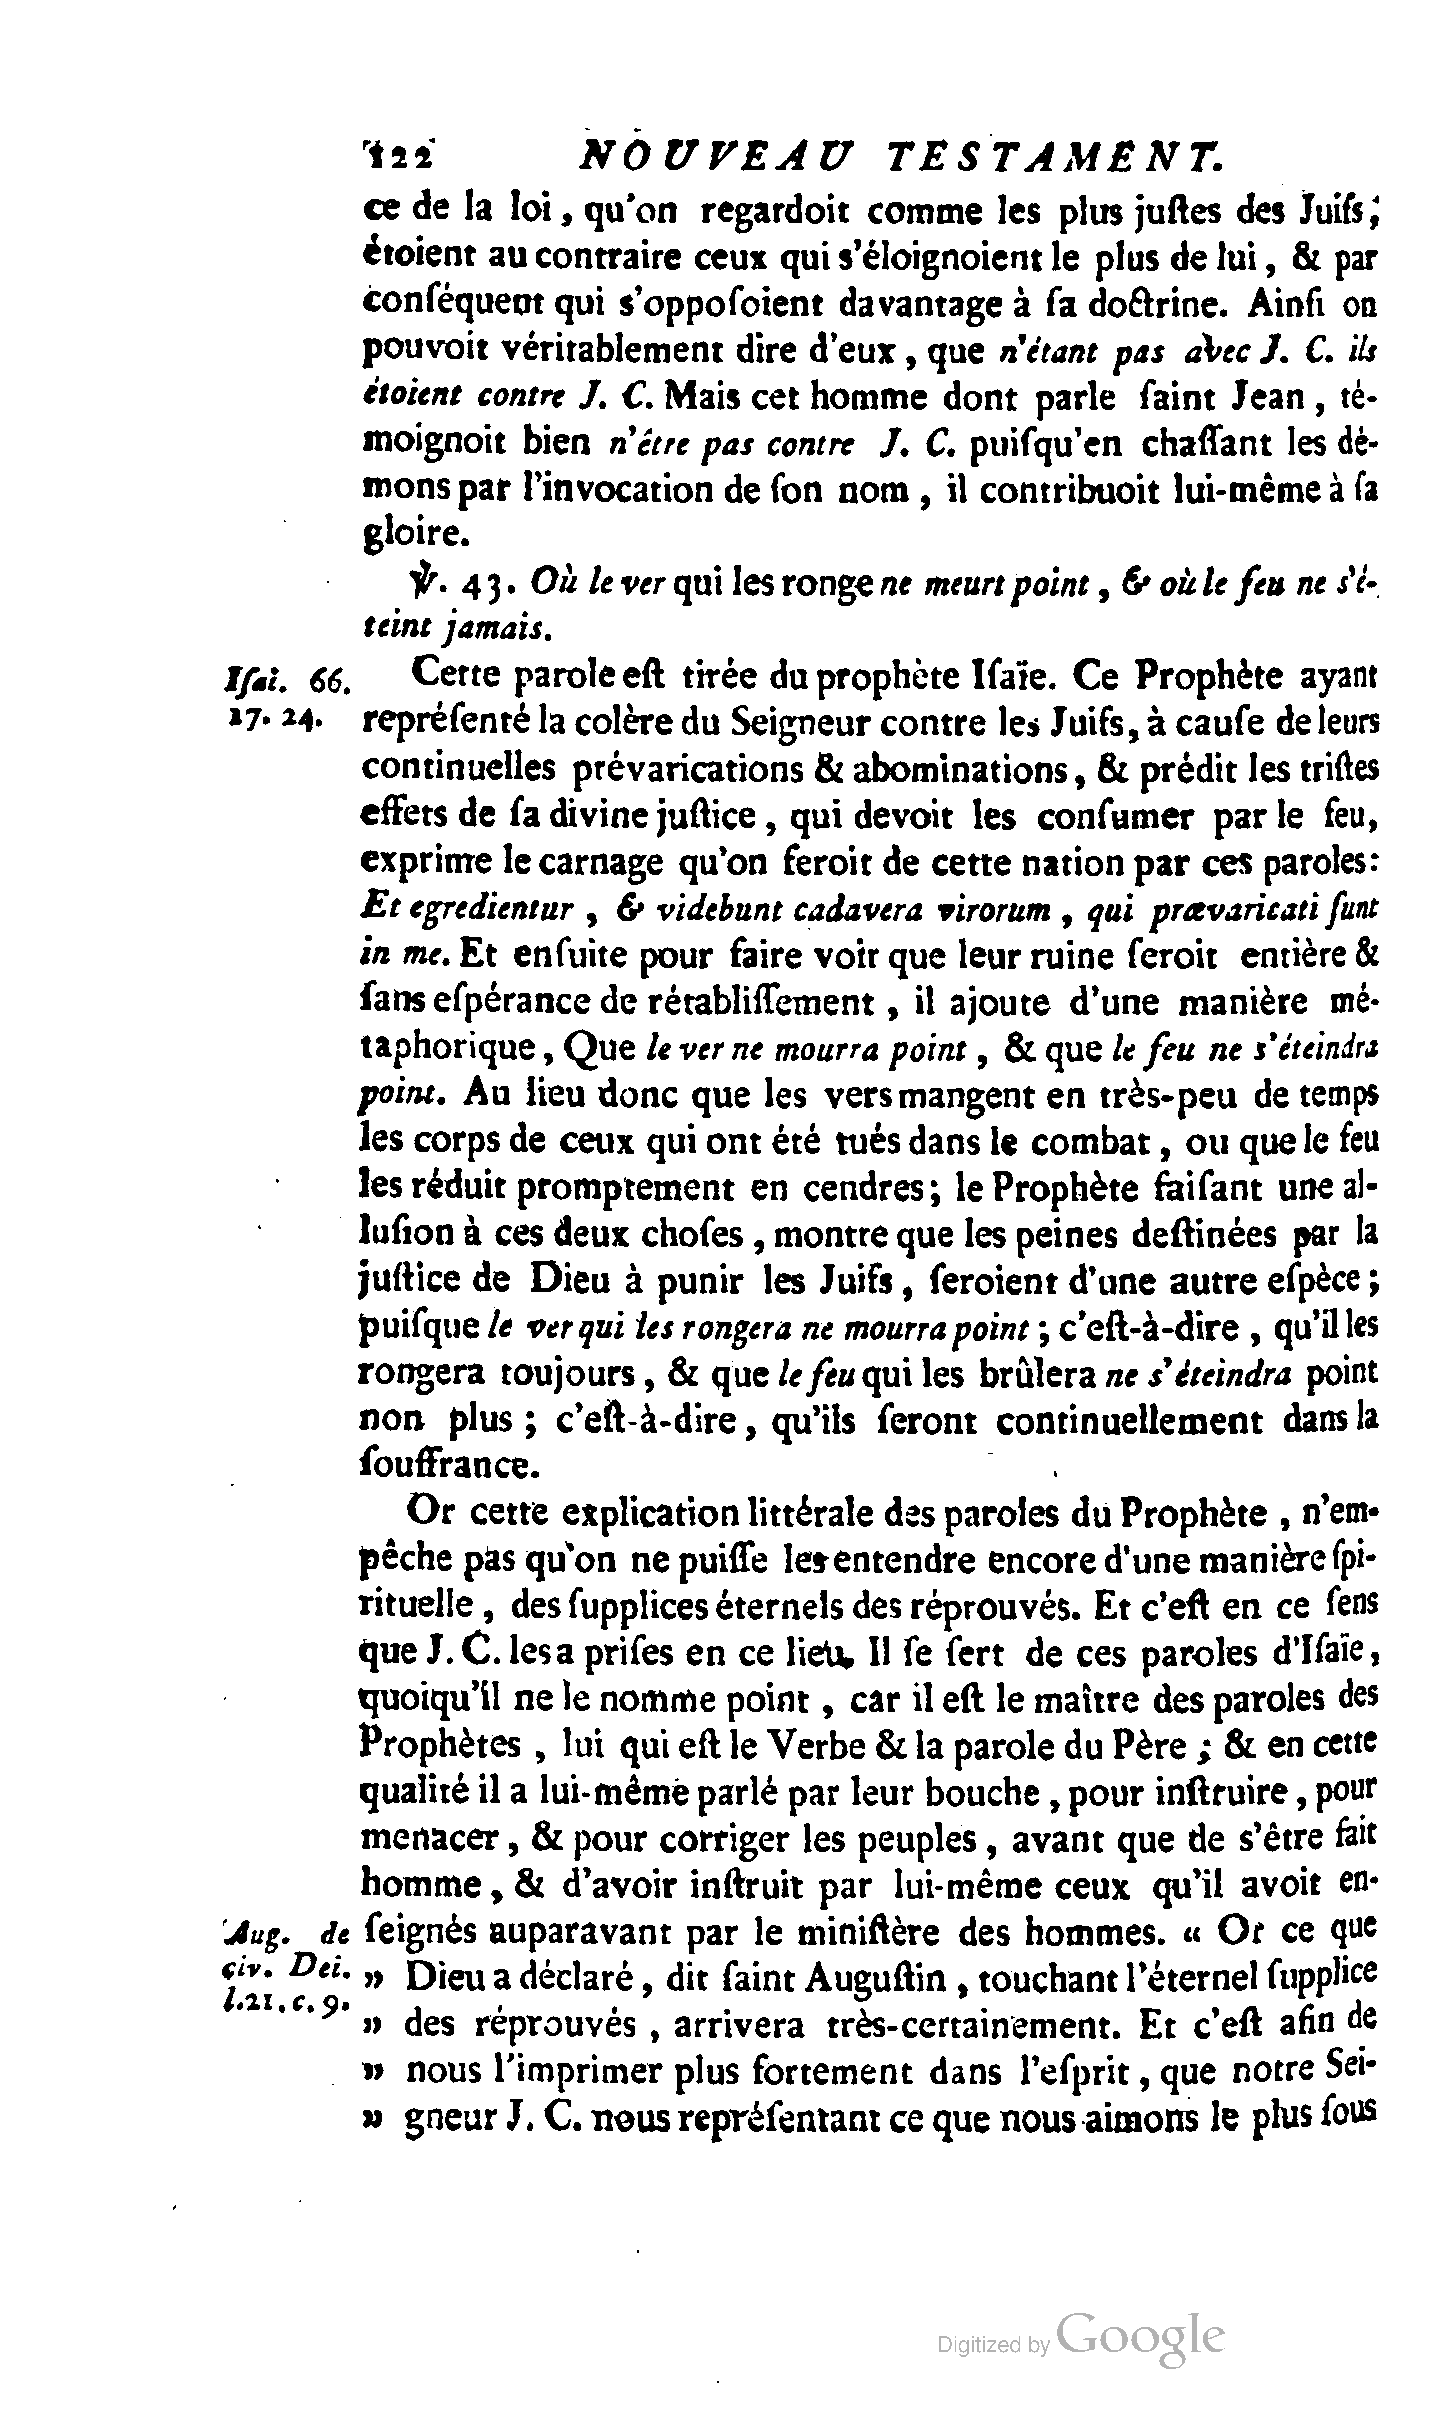 122 NOUVEAU TESTAMENT.
ce de la loi, qu'on regardoit comme les plus juſtes des Juifs;
étoient au contraire ceux qui s'éloignoient le plus de lui, & par
conſéquent qui s'oppoſoient davantage à ſa doctrine. Ainſi on
pouvoit véritablement dire d'eux, que n'étant pas avec J. C. ils
étoient contre J. C. Mais cet homme dont parle ſaint Jean, té-
moignoit bien n'être pas contre J. C. puiſqu'en chaſſant les dé-
mons par l'invocation de ſon nom, il contribuoit lui-même à ſa
gloire.
℣. 43. Où le ver qui les ronge ne meurt point, & où le feu ne s'é-
teint jamais.
Iſai. 66. Cette parole eſt tirée du prophète Iſaïe. Ce Prophète ayant
17. 24. repréſenté la colère du Seigneur contre les Juifs, à cauſe de leurs
continuelles prévarications & abominations, & prédit les triſtes
effets de ſa divine juſtice, qui devoit les conſumer par le feu,
exprime le carnage qu'on feroit de cette nation par ces paroles:
Et egredientur, & videbunt cadavera virorum, qui prævaricati ſunt
in me. Et enſuite pour faire voir que leur ruine ſeroit entière &
ſans eſpérance de rétabliſſement, il ajoute d'une manière mé-
taphorique, Que le ver ne mourra point, & que le feu ne s'éteindra
point. Au lieu donc que les vers mangent en très-peu de temps
les corps de ceux qui ont été tués dans le combat, ou que le feu
les réduit promptement en cendres; le Prophète faiſant une al-
luſion à ces deux choſes, montre que les peines deſtinées par la
juſtice de Dieu à punir les Juifs, ſeroient d'une autre eſpèce;
puiſque le ver qui les rongera ne mourra point; c'eſt-à-dire, qu'il les
rongera toujours, & que le feu qui les brûlera ne s'éteindra point
non plus; c'eſt-à-dire, qu'ils ſeront continuellement dans la
ſouffrance.
Or cette explication littérale des paroles du Prophète, n'em-
pêche pas qu'on ne puiſſe les entendre encore d'une manière ſpi-
rituelle, des ſupplices éternels des réprouvés. Et c'eſt en ce ſens
que J. C. les a priſes en ce lieu. Il ſe ſert de ces paroles d'Iſaïe,
quoiqu'il ne le nomme point, car il eſt le maître des paroles des
Prophètes, lui qui eſt le Verbe & la parole du Père; & en cette
qualité il a lui-même parlé par leur bouche, pour inſtruire, pour
menacer, & pour corriger les peuples, avant que de s'être fait
homme, & d'avoir inſtruit par lui-même ceux qu'il avoit en-
Aug. de ſeignés auparavant par le miniſtère des hommes. « Or ce que
civ. Dei. » Dieu a déclaré, dit ſaint Auguſtin, touchant l'éternel ſupplice
l. 21. c. 9. » des réprouvés, arrivera très-certainement. Et c'eſt afin de
» nous l'imprimer plus fortement dans l'eſprit, que notre Sei-
» gneur J. C. nous repréſentant ce que nous aimons le plus ſous
Digitized by Google